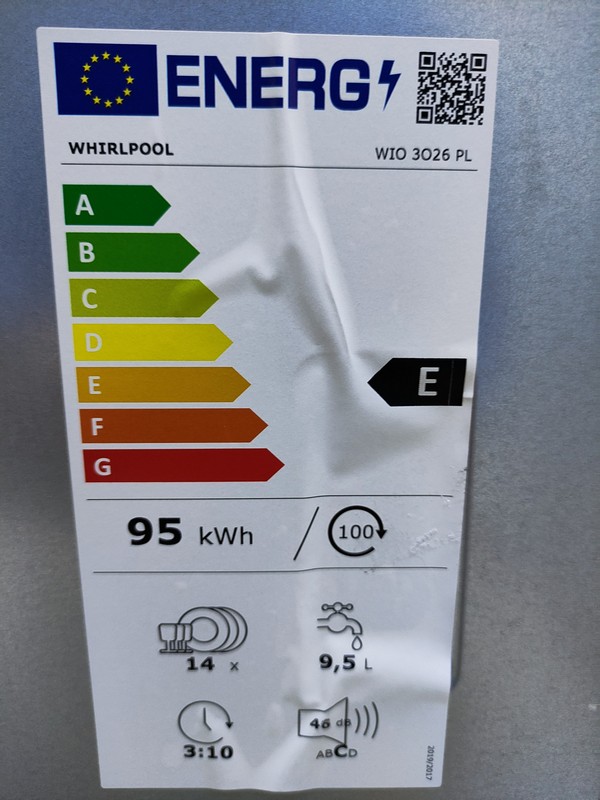 ENERG
WHIRLPOOL
WIO 3O26 PL
A
B
C
D
E
E
F
G
95 kWh / 100
14 x
9,5 L
3:10
46 dB
ABCD
2019/2017